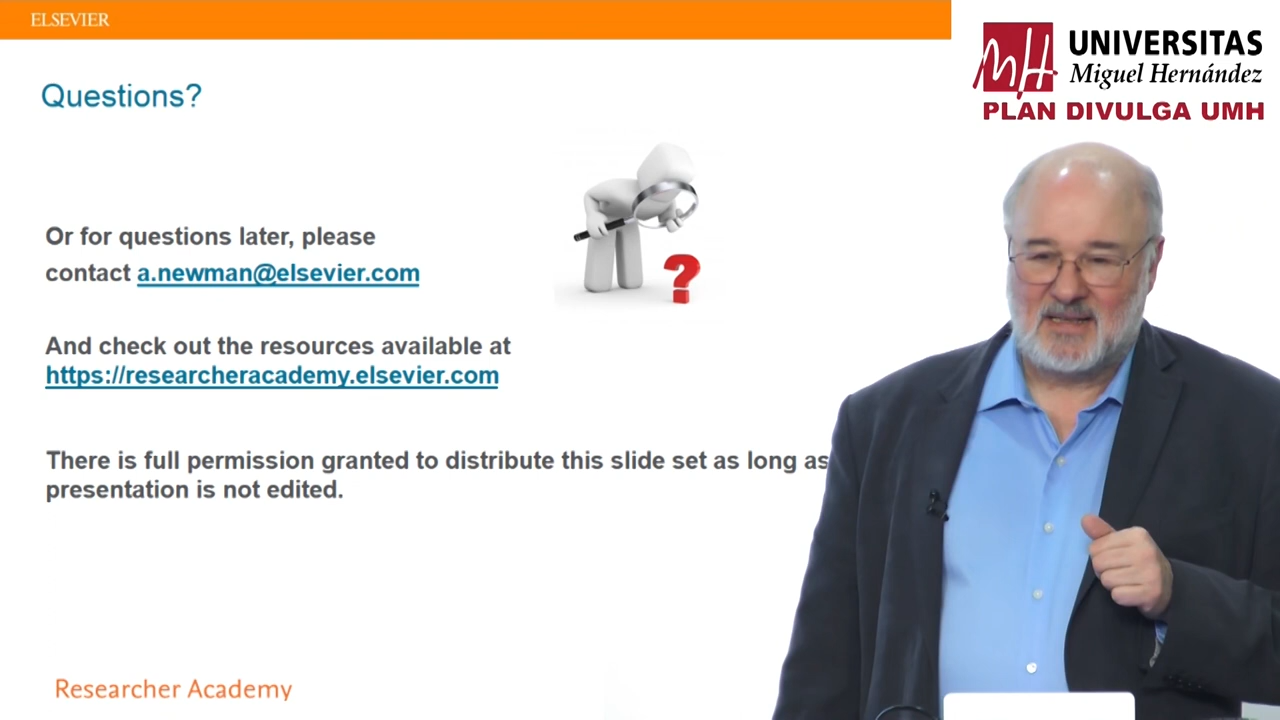 ELSEVIER
UNIVERSITAS
Miguel Hernández
PLAN DIVULGA UMH
Questions?
Or for questions later, please
contact a.newman@elsevier.com
And check out the resources available at
https://researcheracademy.elsevier.com
There is full permission granted to distribute this slide set as long as
presentation is not edited.
Researcher Academy